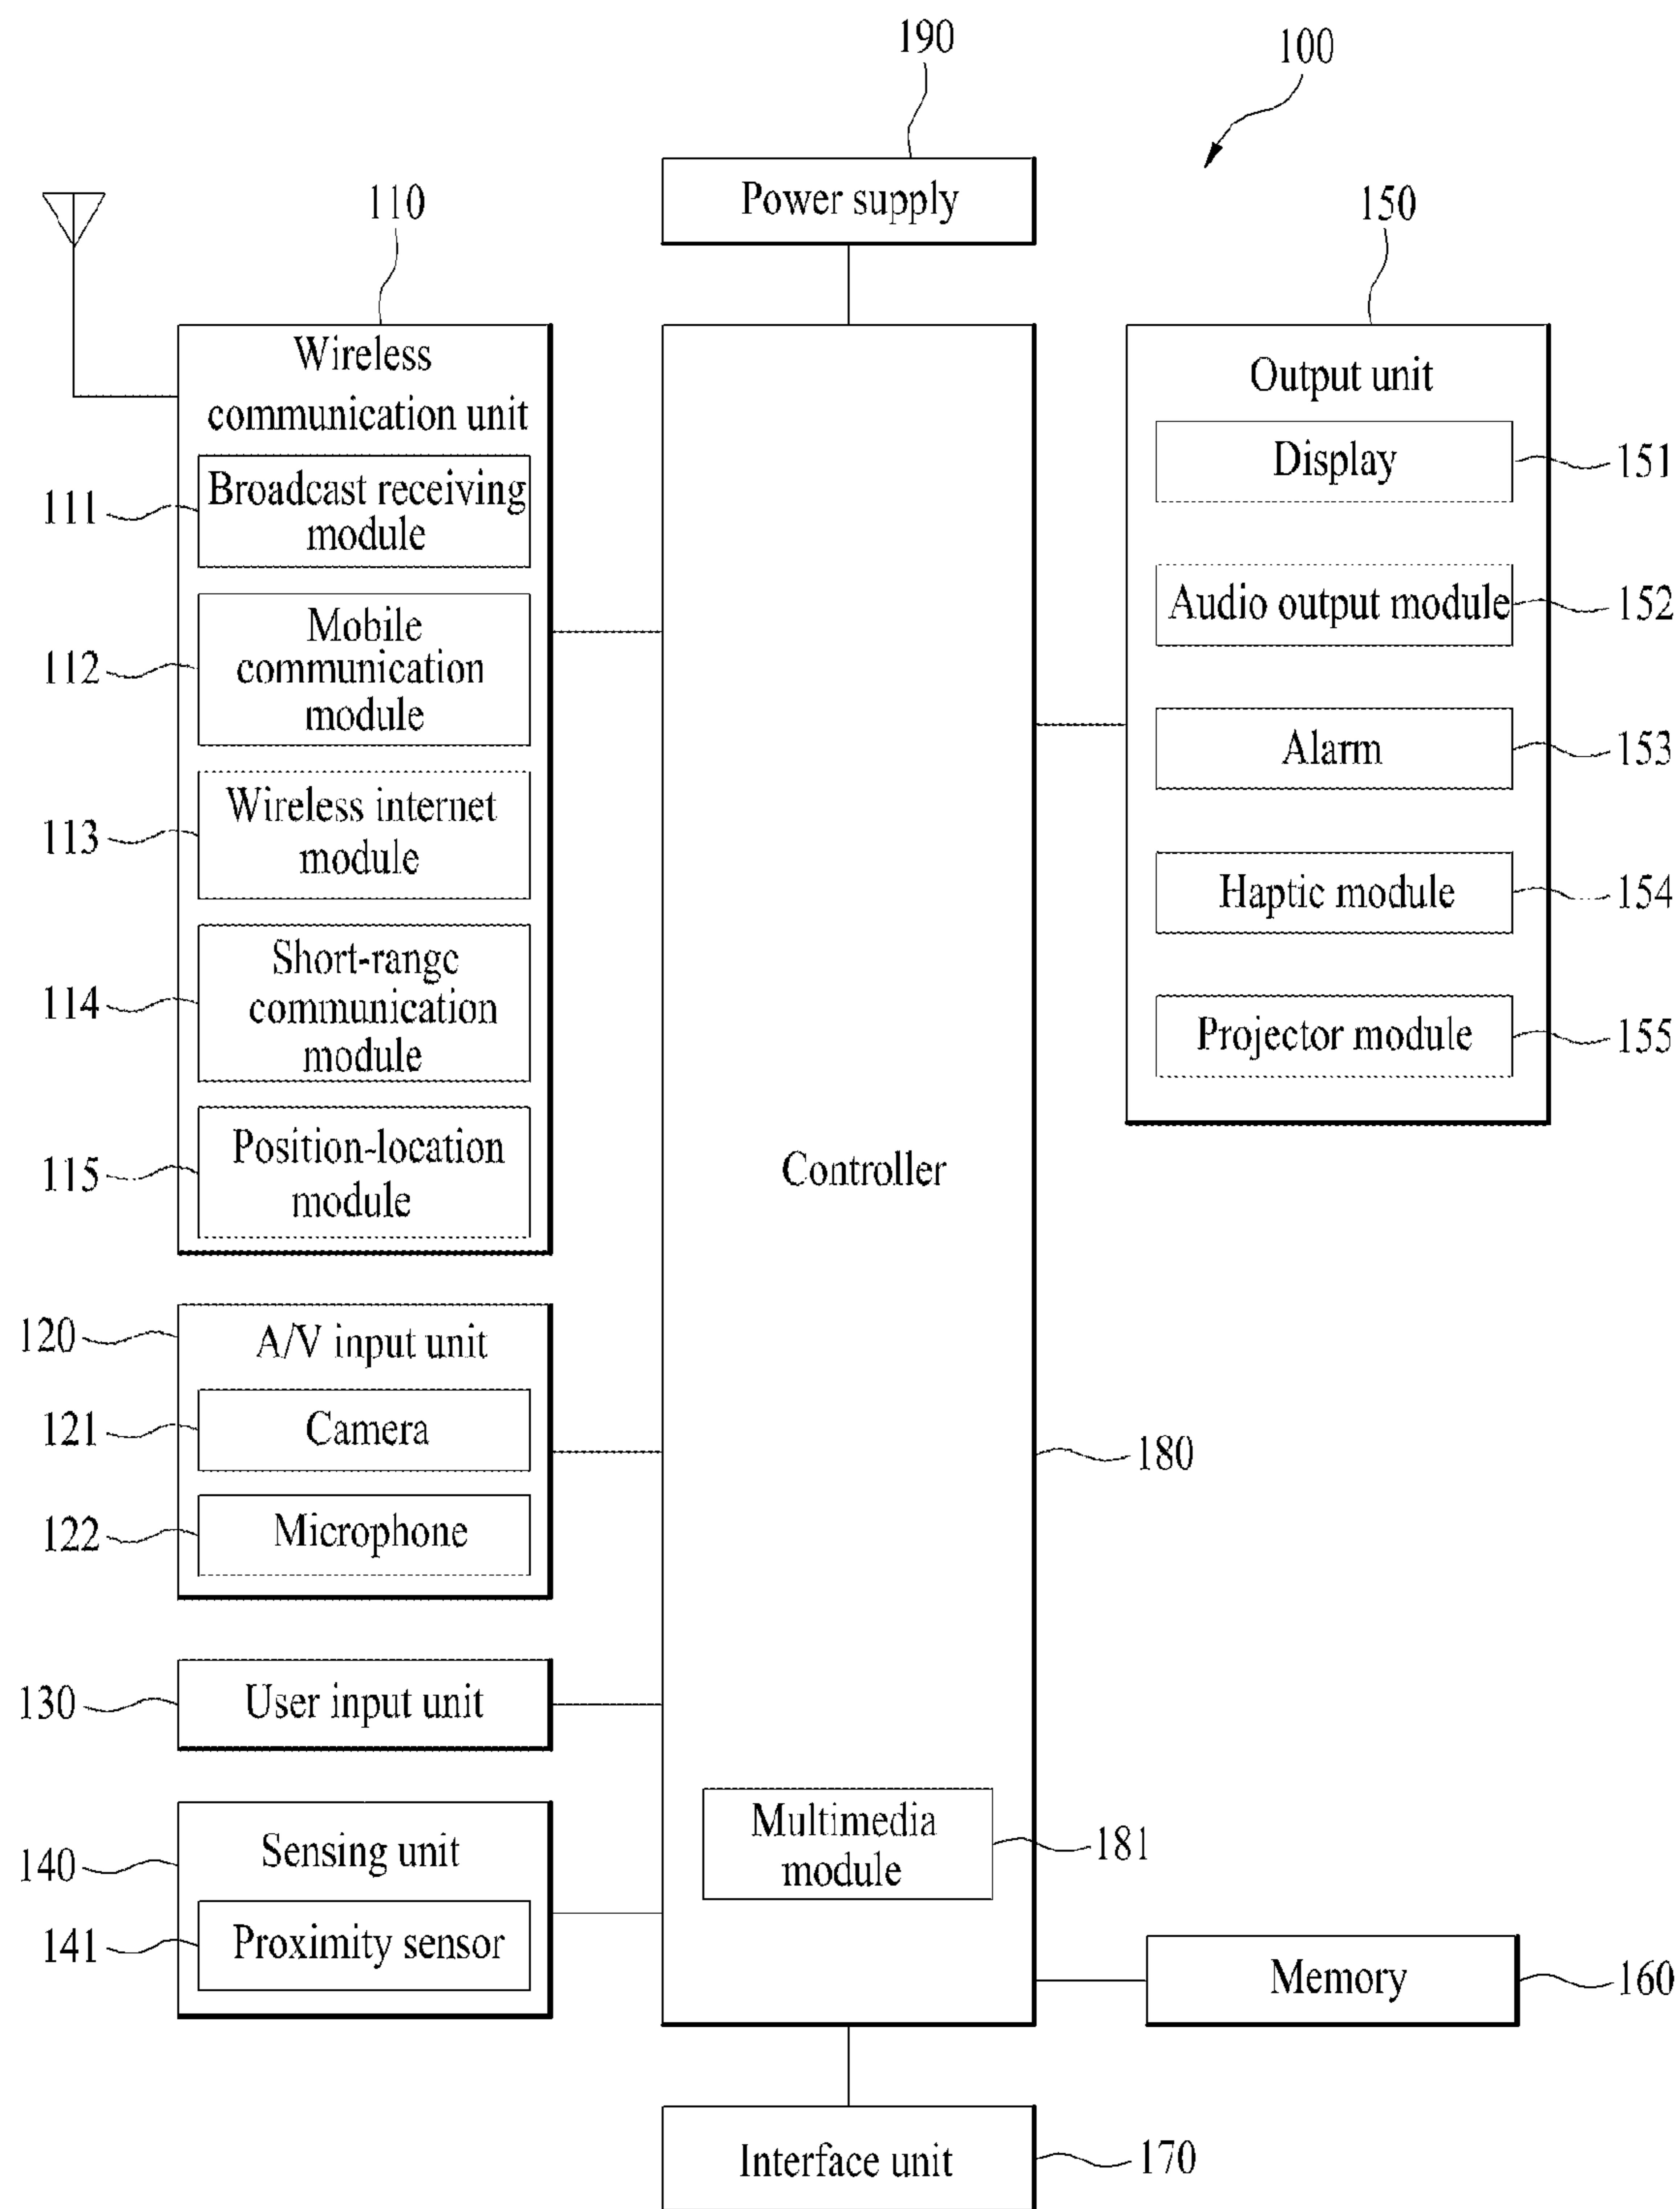 190
100
Power supply
110
150
Wireless
communication unit
111
Broadcast receiving
module
112
Mobile
communication
module
113
Wireless internet
module
114
Short-range
communication
module
115
Position-location
module
120
A/V input unit
121
Camera
122
Microphone
130
User input unit
140
Sensing unit
141
Proximity sensor
Controller
180
Multimedia
module
181
Output unit
Display
151
Audio output module
152
Alarm
153
Haptic module
154
Projector module
155
Memory
160
Interface unit
170